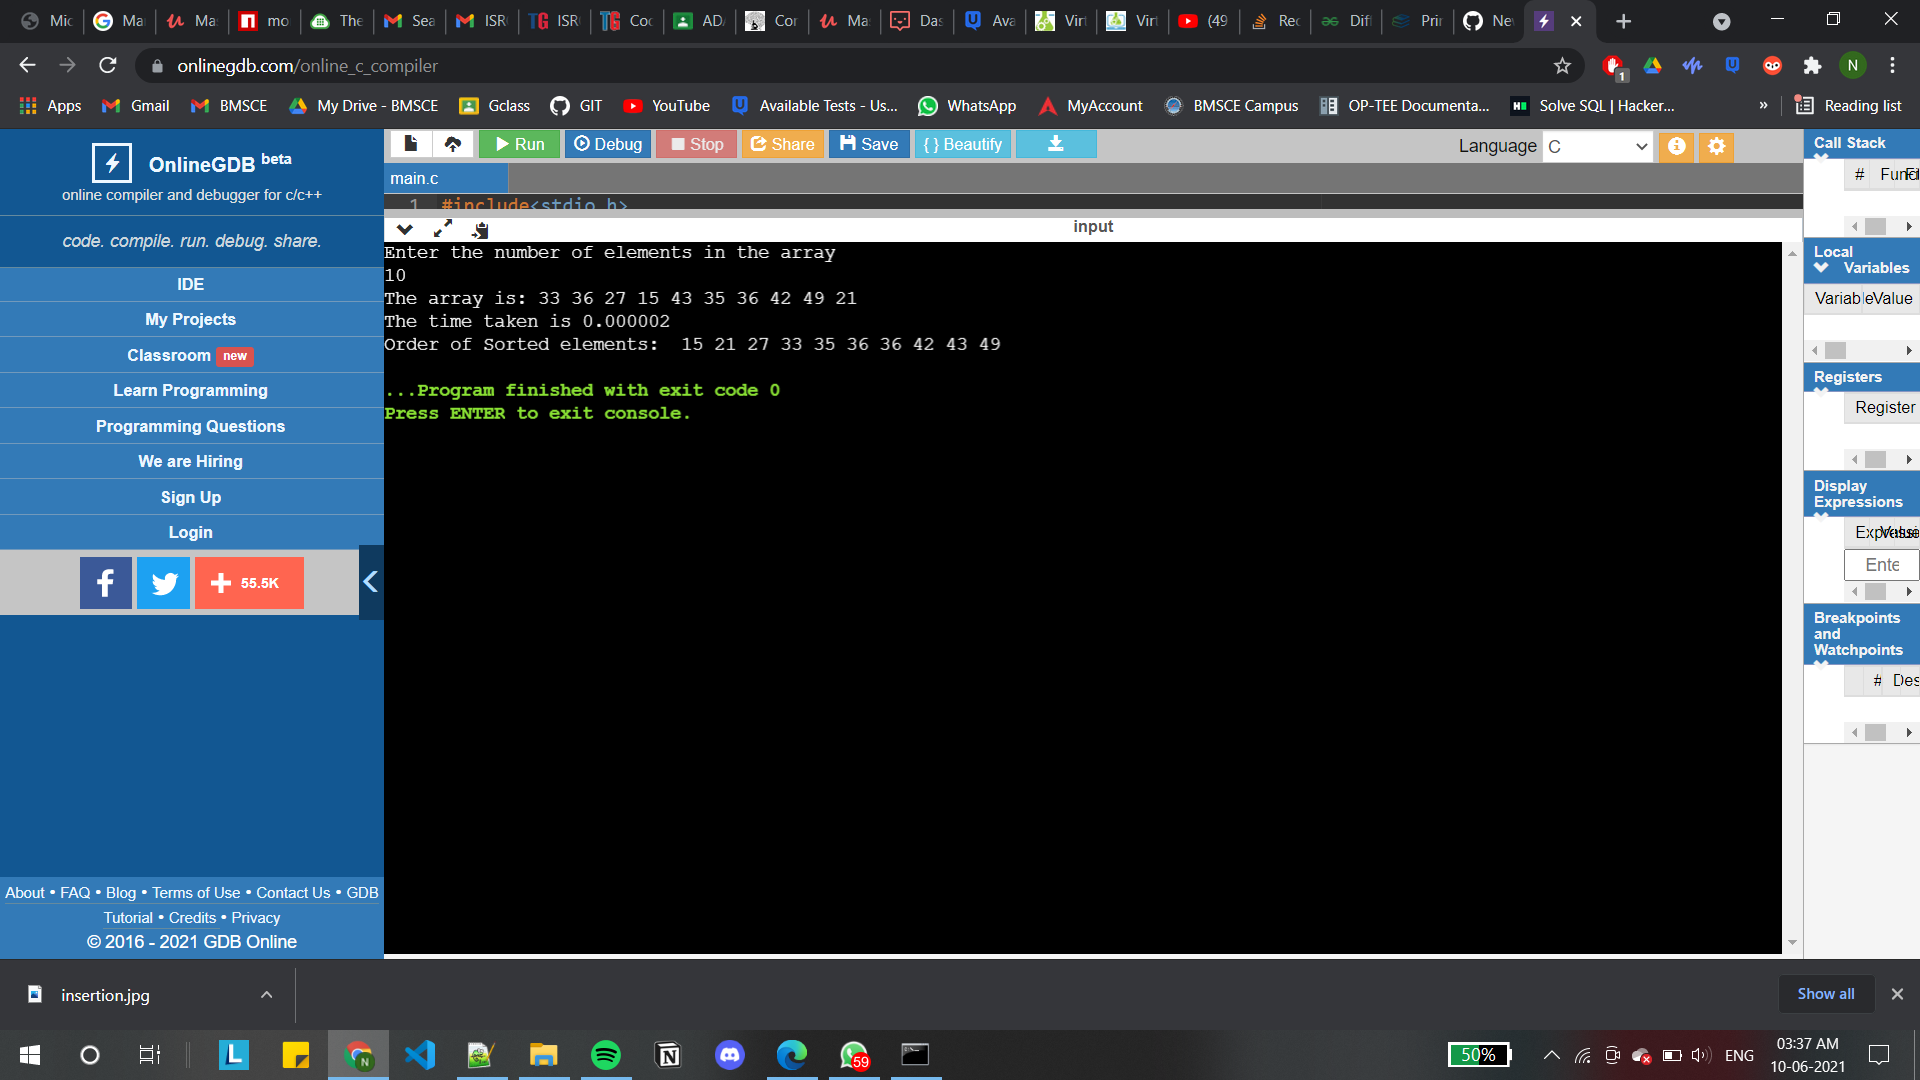 Mic Ma Ma mo The Sea ISR ISR Coc AD Cor Ma Das Ava Virt Virt (49 Rec Diff Prir Nev
onlinegdb.com/online_c_compiler
1
N
Apps Gmail BMSCE My Drive - BMSCE Gclass GIT YouTube Available Tests - Us... WhatsApp MyAccount BMSCE Campus OP-TEE Documenta... Solve SQL | Hacker... » Reading list
OnlineGDB beta
online compiler and debugger for c/c++
code. compile. run. debug. share.
IDE
My Projects
Classroom new
Learn Programming
Programming Questions
We are Hiring
Sign Up
Login
55.5K
About • FAQ • Blog • Terms of Use • Contact Us • GDB
Tutorial • Credits • Privacy
© 2016 - 2021 GDB Online
Run Debug Stop Share Save { } Beautify
Language C
main.c
1 #include<stdio.h>
input
Enter the number of elements in the array
10
The array is: 33 36 27 15 43 35 36 42 49 21
The time taken is 0.000002
Order of Sorted elements:  15 21 27 33 35 36 36 42 43 49
...Program finished with exit code 0
Press ENTER to exit console.
Call Stack
# Function
Local
Variables
Variable Value
Registers
Register
Display
Expressions
Value
Ente
Breakpoints
and
Watchpoints
# Des
insertion.jpg
Show all
N
59
50%
ENG
03:37 AM
10-06-2021